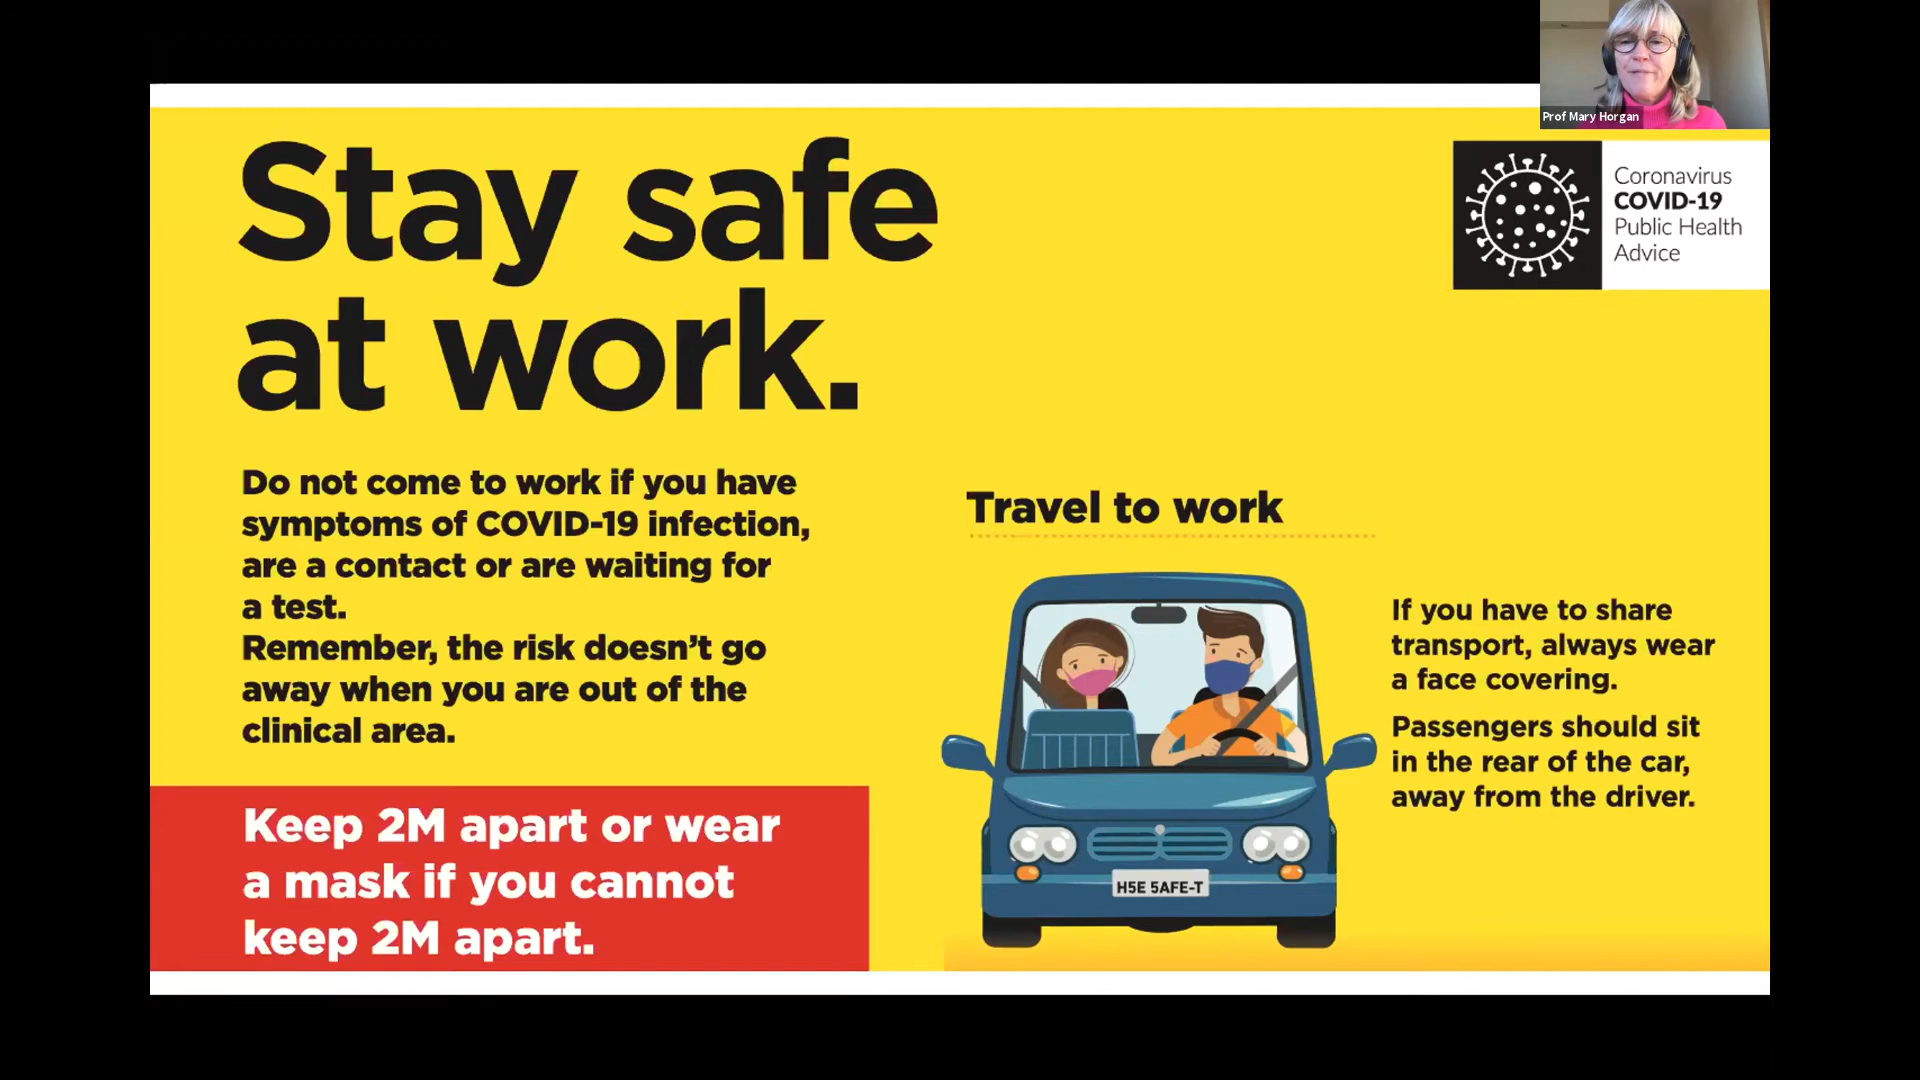 Prof Mary Horgan
Stay safe
at work.
Coronavirus
COVID-19
Public Health
Advice
Do not come to work if you have
symptoms of COVID-19 infection,
are a contact or are waiting for
a test.
Remember, the risk doesn't go
away when you are out of the
clinical area.
Keep 2M apart or wear
a mask if you cannot
keep 2M apart.
Travel to work
If you have to share
transport, always wear
a face covering.
Passengers should sit
in the rear of the car,
away from the driver.
H5E 5AFE-T